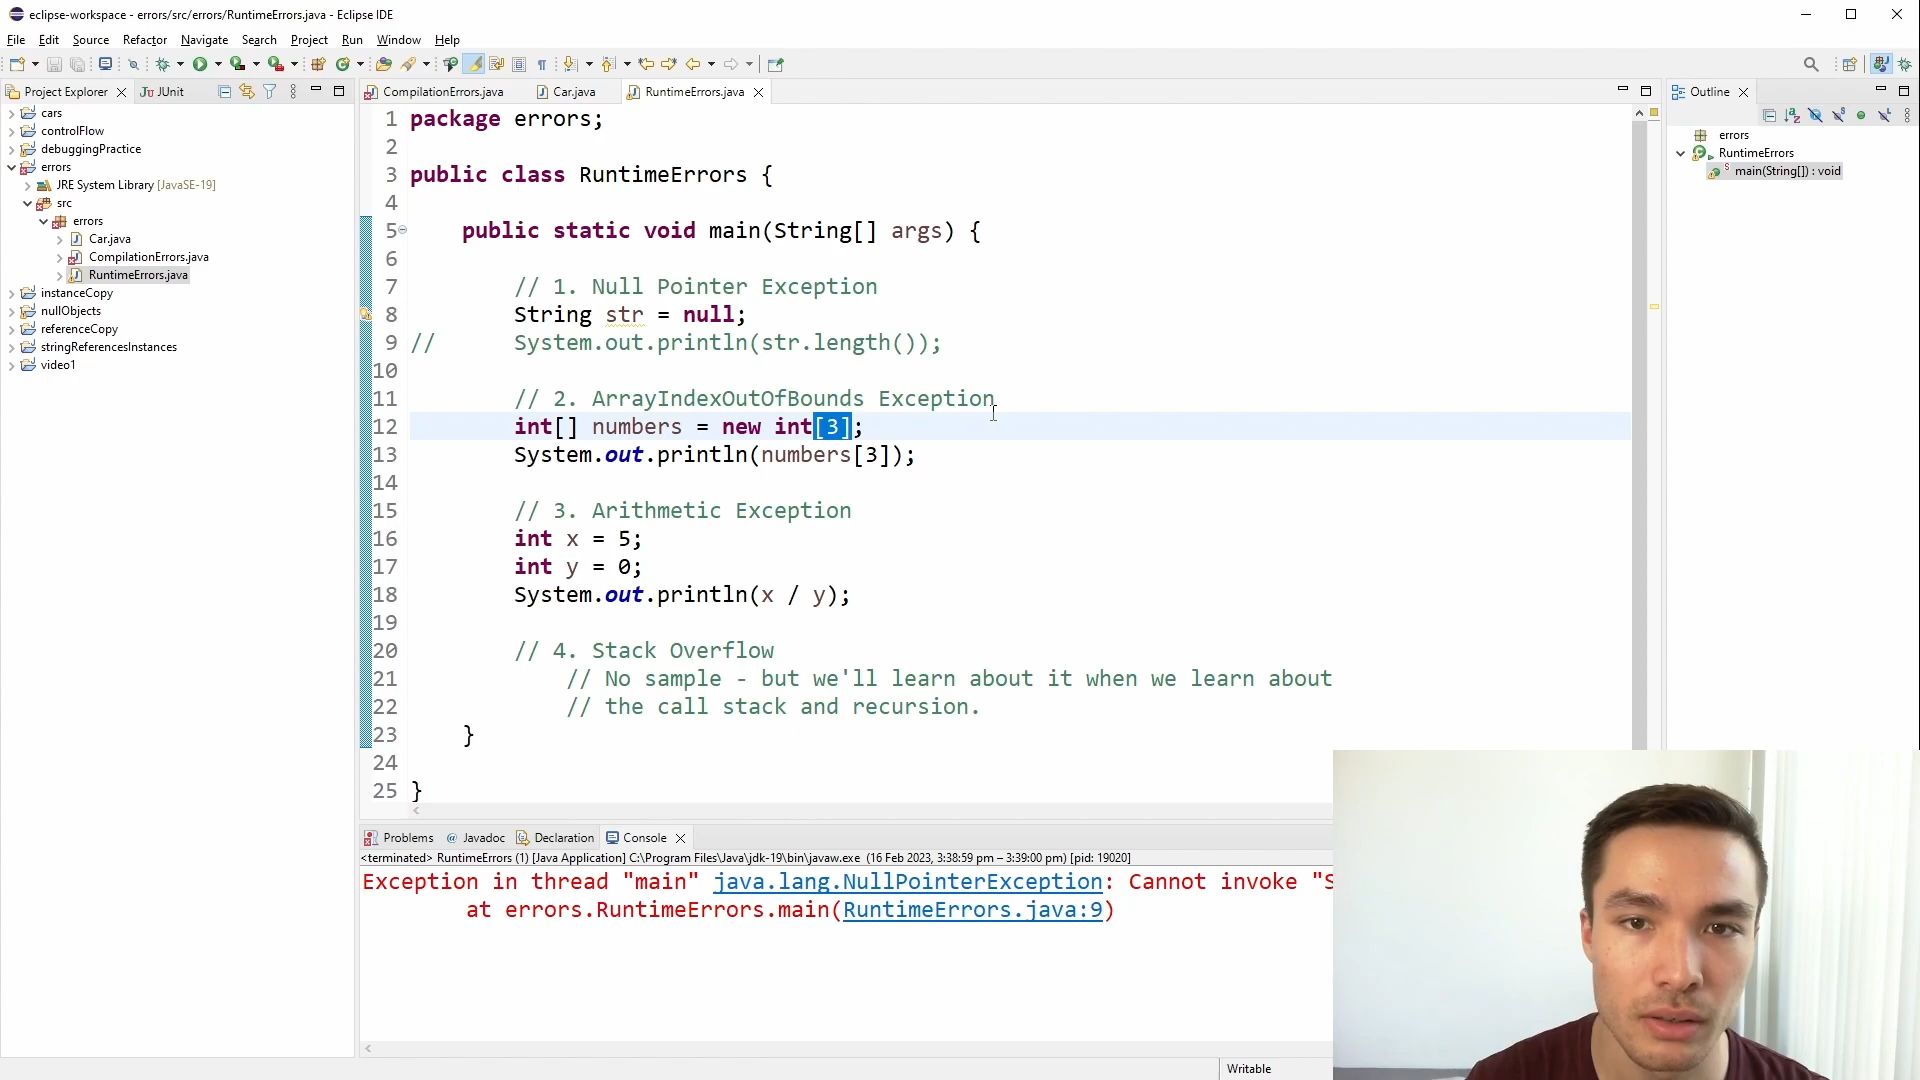 eclipse-workspace - errors/src/errors/RuntimeErrors.java - Eclipse IDE
File Edit Source Refactor Navigate Search Project Run Window Help
Project Explorer
JUnit
cars
controlFlow
debuggingPractice
errors
JRE System Library [JavaSE-19]
src
errors
Car.java
CompilationErrors.java
RuntimeErrors.java
instanceCopy
nullObjects
referenceCopy
stringReferencesInstances
video1
CompilationErrors.java Car.java RuntimeErrors.java
1 package errors;
2
3 public class RuntimeErrors {
4
5 public static void main(String[] args) {
6
7 // 1. Null Pointer Exception
8 String str = null;
9 // System.out.println(str.length());
10
11 // 2. ArrayIndexOutOfBounds Exception
12 int[] numbers = new int[3];
13 System.out.println(numbers[3]);
14
15 // 3. Arithmetic Exception
16 int x = 5;
17 int y = 0;
18 System.out.println(x / y);
19
20 // 4. Stack Overflow
21 // No sample - but we'll learn about it when we learn about
22 // the call stack and recursion.
23 }
24
25 }
Outline
errors
RuntimeErrors
main(String[]) : void
Problems @ Javadoc Declaration Console
<terminated> RuntimeErrors (1) [Java Application] C:\Program Files\Java\jdk-19\bin\javaw.exe (16 Feb 2023, 3:38:59 pm – 3:39:00 pm) [pid: 19020]
Exception in thread "main" java.lang.NullPointerException: Cannot invoke "S
at errors.RuntimeErrors.main(RuntimeErrors.java:9)
Writable